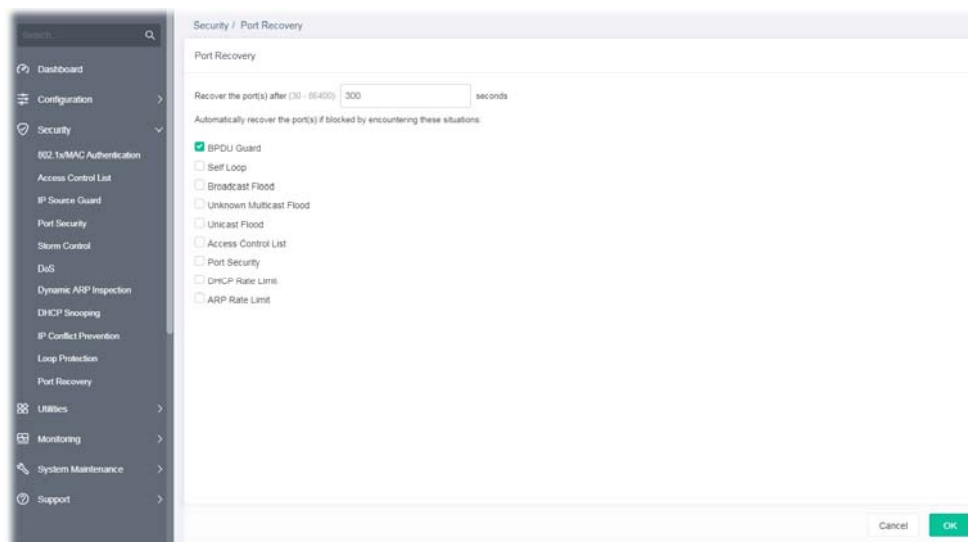 Search...
Dashboard
Configuration
Security
802.1x/MAC Authentication
Access Control List
IP Source Guard
Port Security
Storm Control
DoS
Dynamic ARP Inspection
DHCP Snooping
IP Conflict Prevention
Loop Protection
Port Recovery
Utilities
Monitoring
System Maintenance
Support
Security / Port Recovery
Port Recovery
Recover the port(s) after (30 - 86400) 300 seconds
Automatically recover the port(s) if blocked by encountering these situations:
BPDU Guard
Self Loop
Broadcast Flood
Unknown Multicast Flood
Unicast Flood
Access Control List
Port Security
DHCP Rate Limit
ARP Rate Limit
Cancel OK